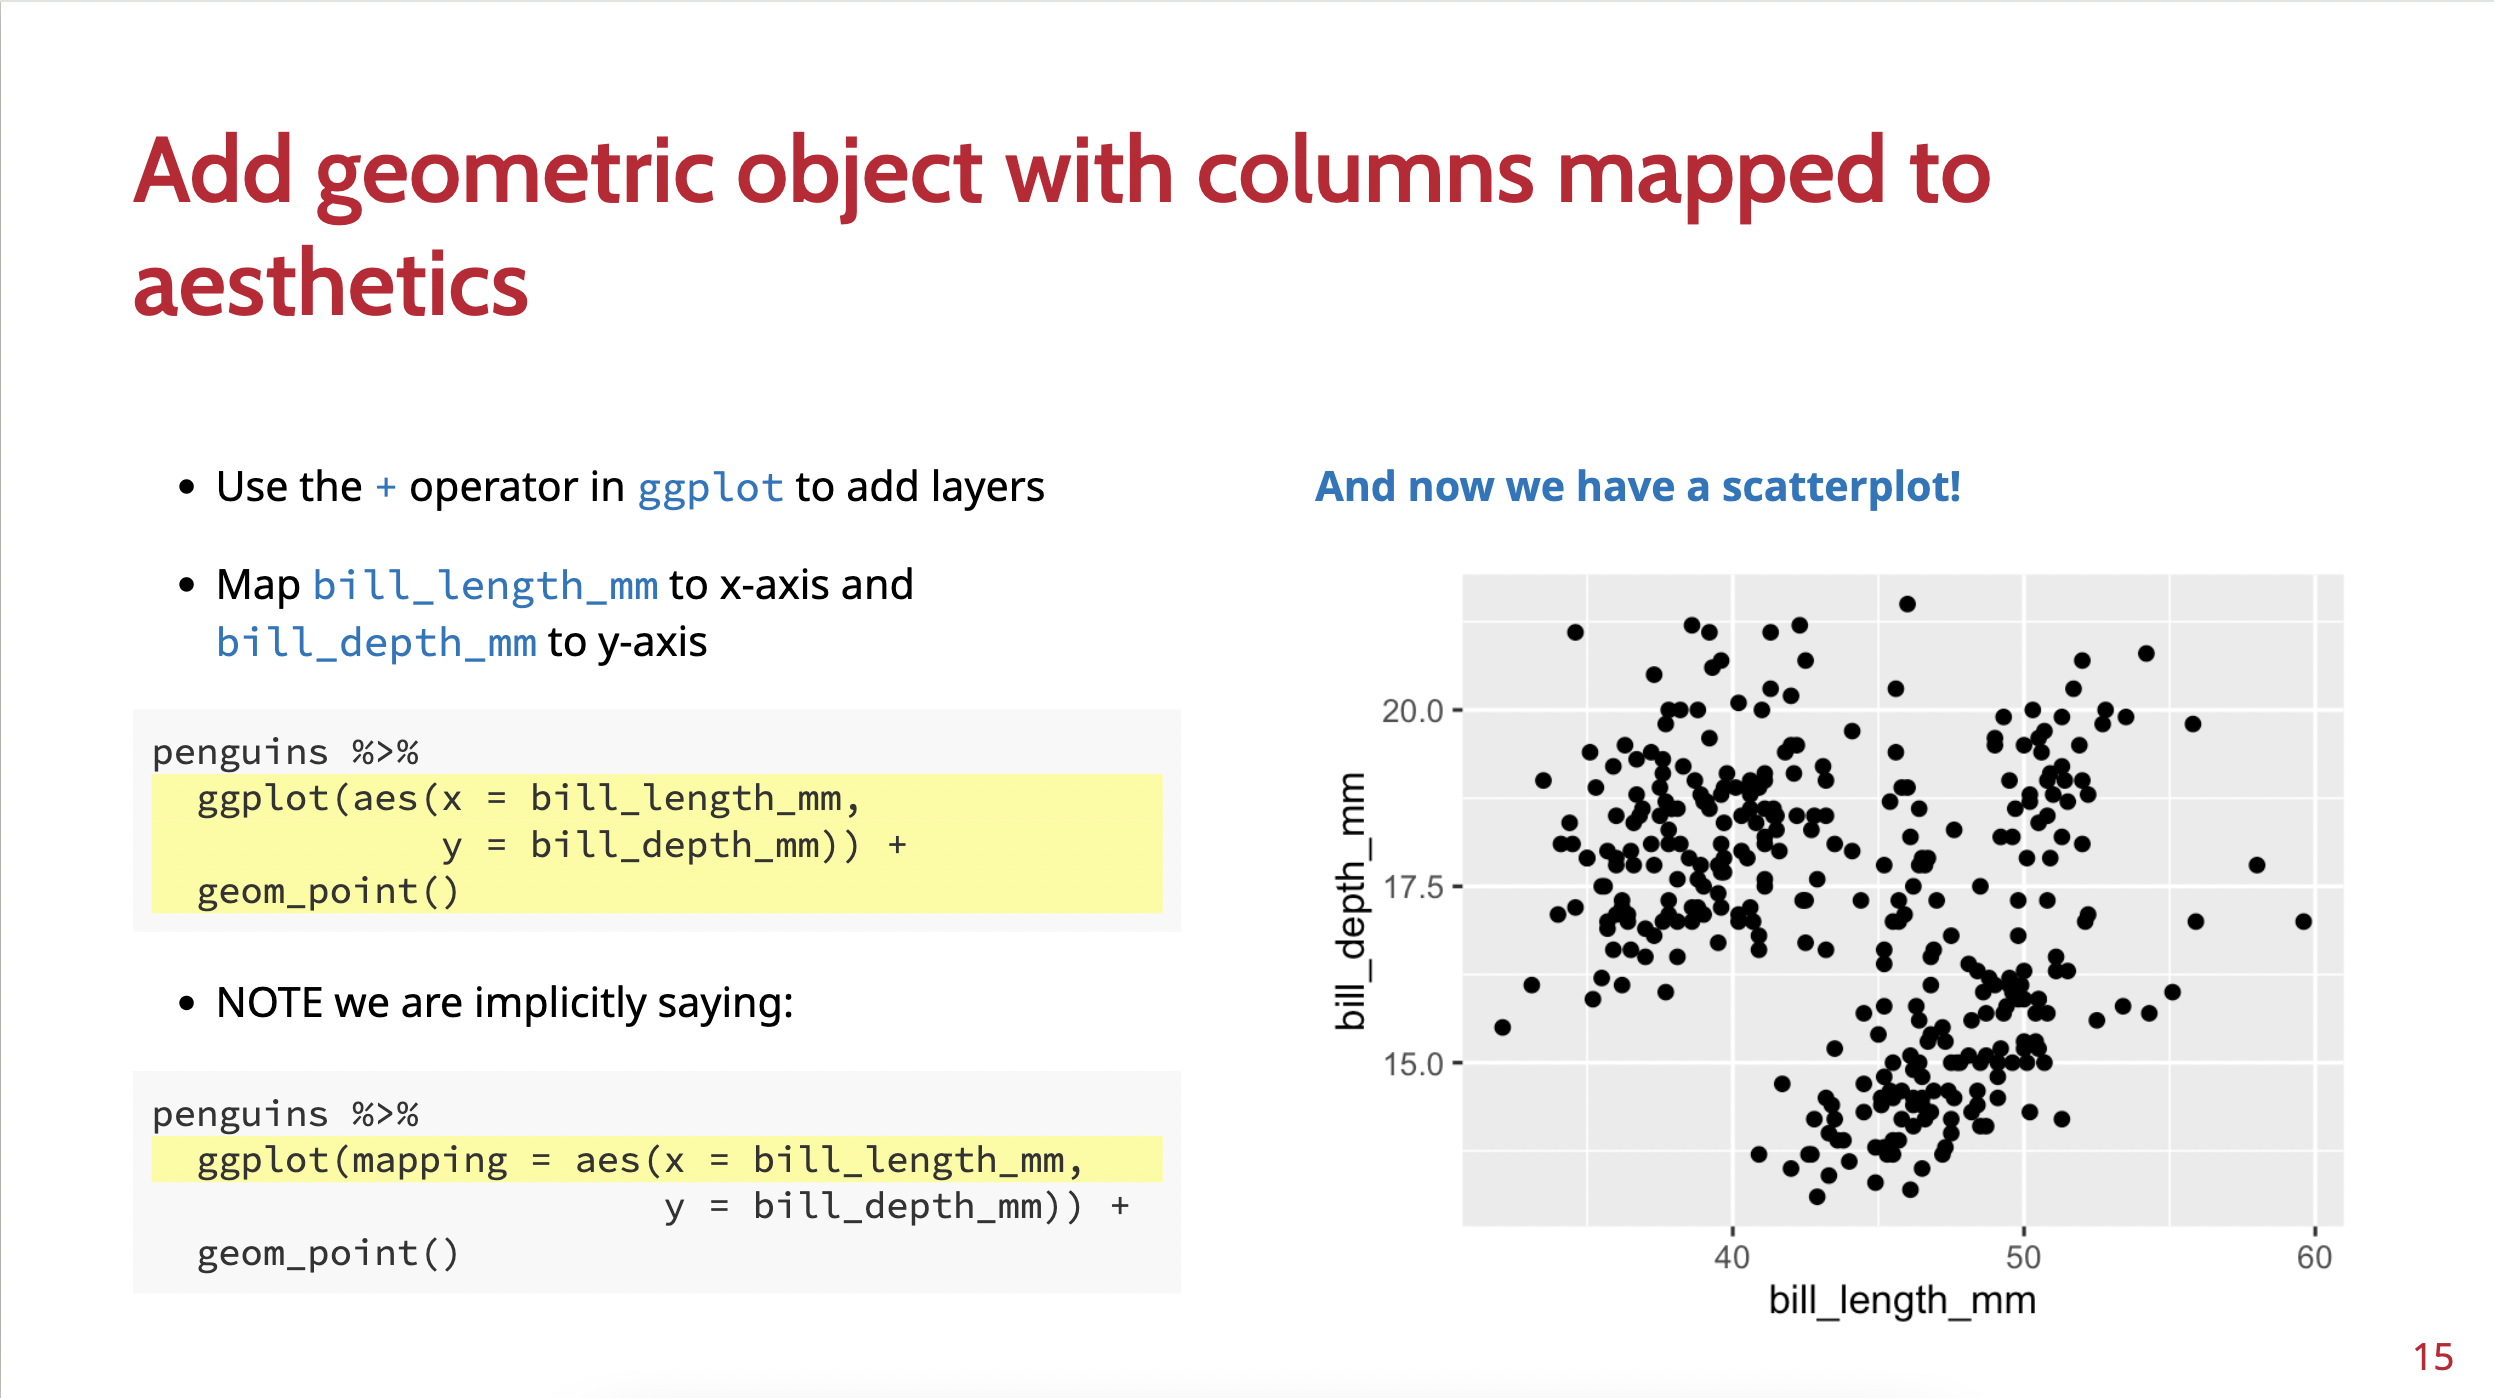 Add geometric object with columns mapped to
aesthetics
• Use the + operator in ggplot to add layers
• Map bill_length_mm to x-axis and
bill_depth_mm to y-axis
penguins %>%
  ggplot(aes(x = bill_length_mm,
             y = bill_depth_mm)) +
  geom_point()
• NOTE we are implicitly saying:
penguins %>%
  ggplot(mapping = aes(x = bill_length_mm,
                       y = bill_depth_mm)) +
  geom_point()
And now we have a scatterplot!
bill_depth_mm
20.0
17.5
15.0
40 50 60
bill_length_mm
15